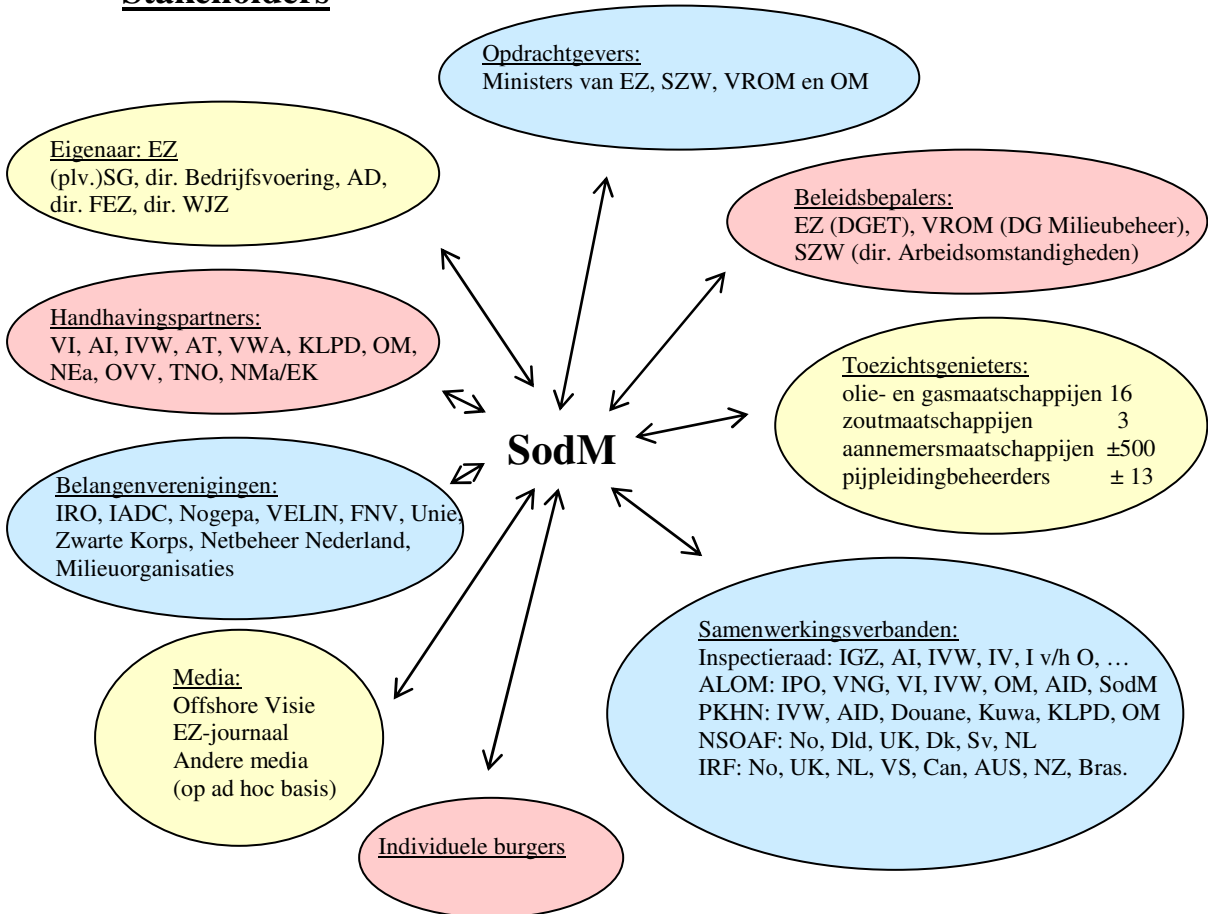 Stakeholders
Opdrachtgevers:
Ministers van EZ, SZW, VROM en OM
Eigenaar: EZ
(plv.)SG, dir. Bedrijfsvoering, AD,
dir. FEZ, dir. WJZ
Beleidsbepalers:
EZ (DGET), VROM (DG Milieubeheer),
SZW (dir. Arbeidsomstandigheden)
Handhavingspartners:
VI, AI, IVW, AT, VWA, KLPD, OM,
NEa, OVV, TNO, NMa/EK
Toezichtsgenieters:
olie- en gasmaatschappijen 16
zoutmaatschappijen 3
aannemersmaatschappijen ±500
pijpleidingbeheerders ± 13
SodM
Belangenverenigingen:
IRO, IADC, Nogepa, VELIN, FNV, Unie,
Zwarte Korps, Netbeheer Nederland,
Milieuorganisaties
Samenwerkingsverbanden:
Inspectieraad: IGZ, AI, IVW, IV, I v/h O, …
ALOM: IPO, VNG, VI, IVW, OM, AID, SodM
PKHN: IVW, AID, Douane, Kuwa, KLPD, OM
NSOAF: No, Dld, UK, Dk, Sv, NL
IRF: No, UK, NL, VS, Can, AUS, NZ, Bras.
Media:
Offshore Visie
EZ-journaal
Andere media
(op ad hoc basis)
Individuele burgers